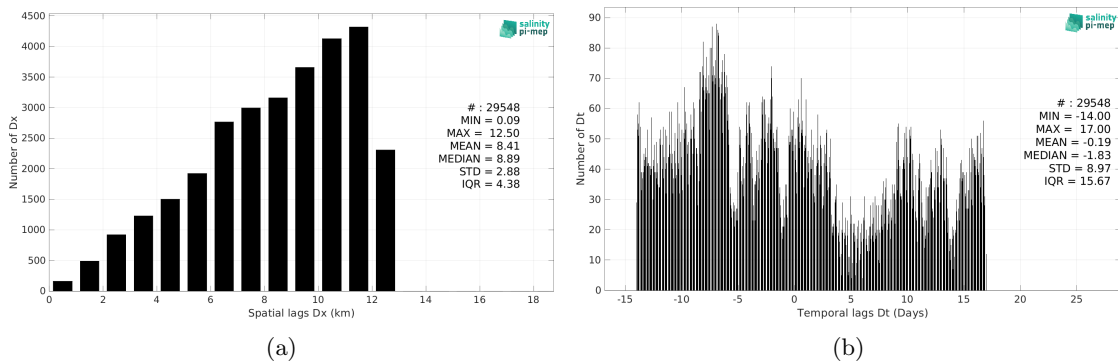 4500
4000
3500
3000
2500
2000
1500
1000
500
0
Number of Dx
0 2 4 6 8 10 12 14 16 18
Spatial lags Dx (km)
salinity
pi-mep
# : 29548
MIN = 0.09
MAX = 12.50
MEAN = 8.41
MEDIAN = 8.89
STD = 2.88
IQR = 4.38
(a)
90
80
70
60
50
40
30
20
10
0
Number of Dt
-15 -10 -5 0 5 10 15 20 25
Temporal lags Dt (Days)
salinity
pi-mep
# : 29548
MIN = -14.00
MAX = 17.00
MEAN = -0.19
MEDIAN = -1.83
STD = 8.97
IQR = 15.67
(b)